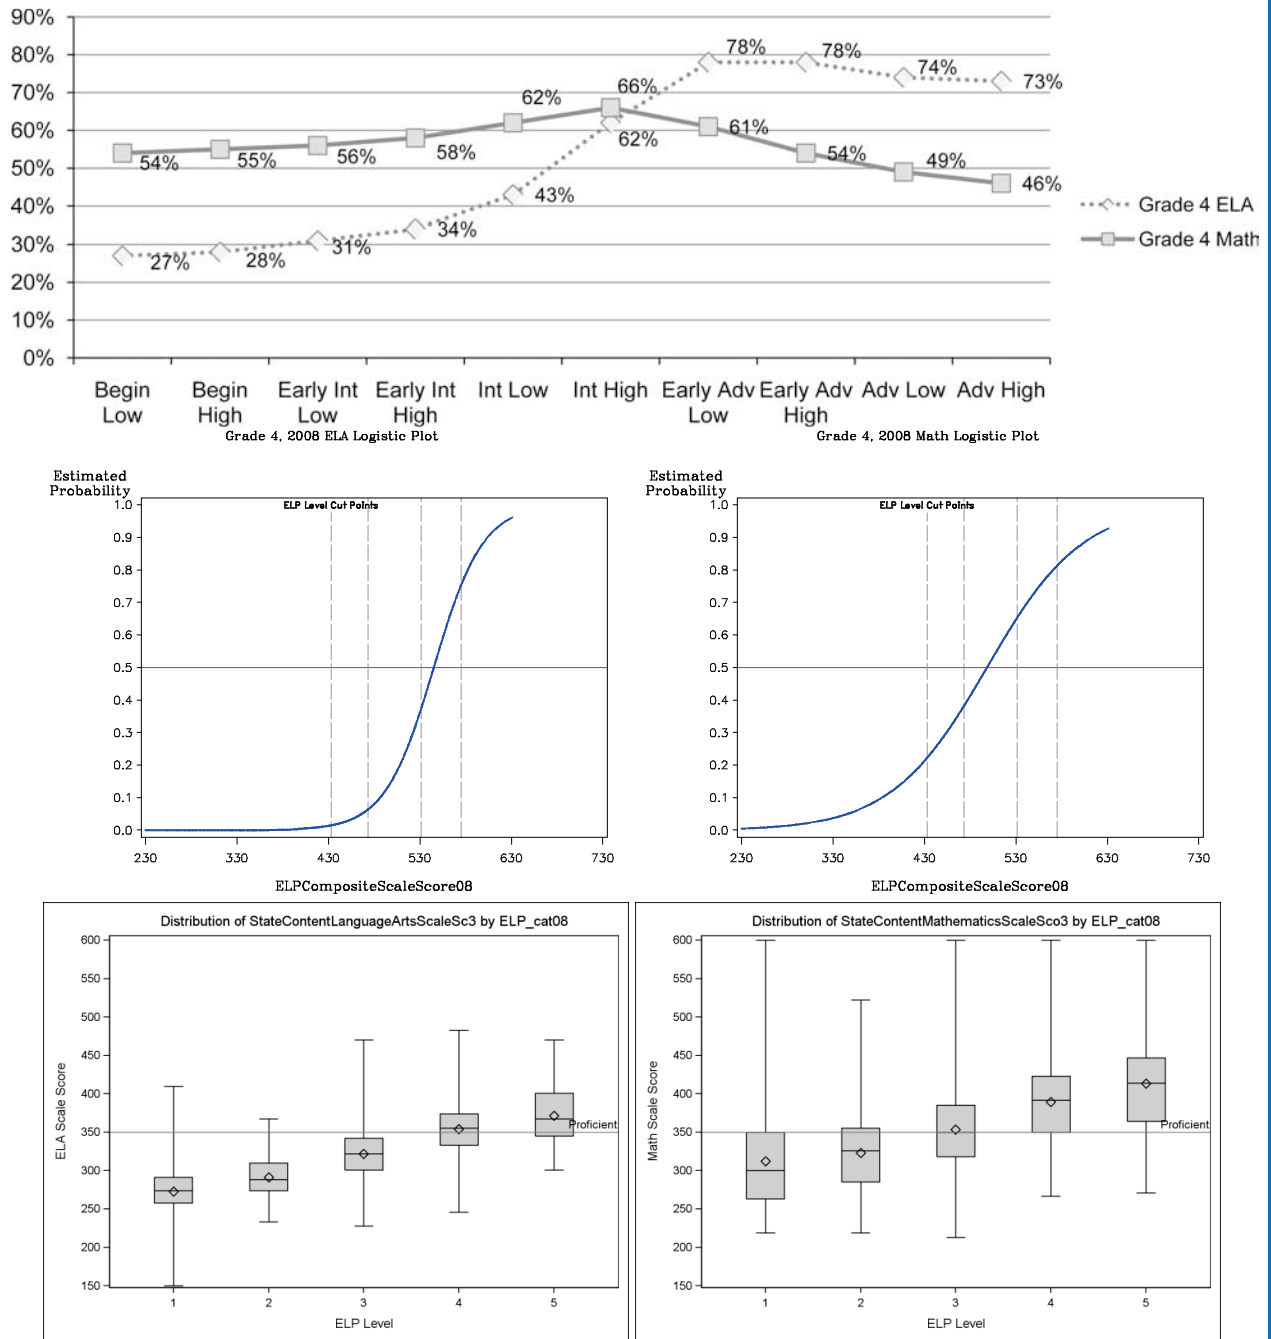 90%
80%
70%
60%
50%
40%
30%
20%
10%
0%
78%
78%
74%
73%
62%
66%
62%
61%
54%
49%
46%
54%
55%
56%
58%
43%
27%
28%
31%
34%
Grade 4 ELA
Grade 4 Math
Begin Low
Begin High
Early Int Low
Early Int High
Int Low
Int High
Early Adv Low
Early Adv High
Adv Low
Adv High
Grade 4, 2008 ELA Logistic Plot
Estimated
Probability
ELP Level Cut Points
1.0
0.9
0.8
0.7
0.6
0.5
0.4
0.3
0.2
0.1
0.0
230 330 430 530 630 730
ELPCompositeScaleScore08
Grade 4, 2008 Math Logistic Plot
Estimated
Probability
ELP Level Cut Points
1.0
0.9
0.8
0.7
0.6
0.5
0.4
0.3
0.2
0.1
0.0
230 330 430 530 630 730
ELPCompositeScaleScore08
Distribution of StateContentLanguageArtsScaleSc3 by ELP_cat08
600
550
500
450
400
350
300
250
200
150
ELA Scale Score
Proficient
1 2 3 4 5
ELP Level
Distribution of StateContentMathematicsScaleSco3 by ELP_cat08
600
550
500
450
400
350
300
250
200
150
Math Scale Score
Proficient
1 2 3 4 5
ELP Level